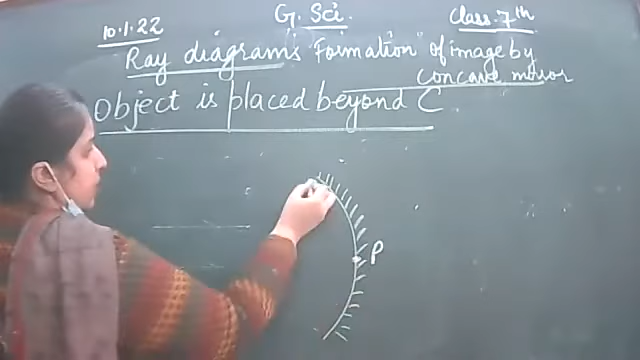 10.1.22
G. Sci
Class. 7th
Ray diagrams "Formation" of image by
concave mirror
Object is placed beyond C
P